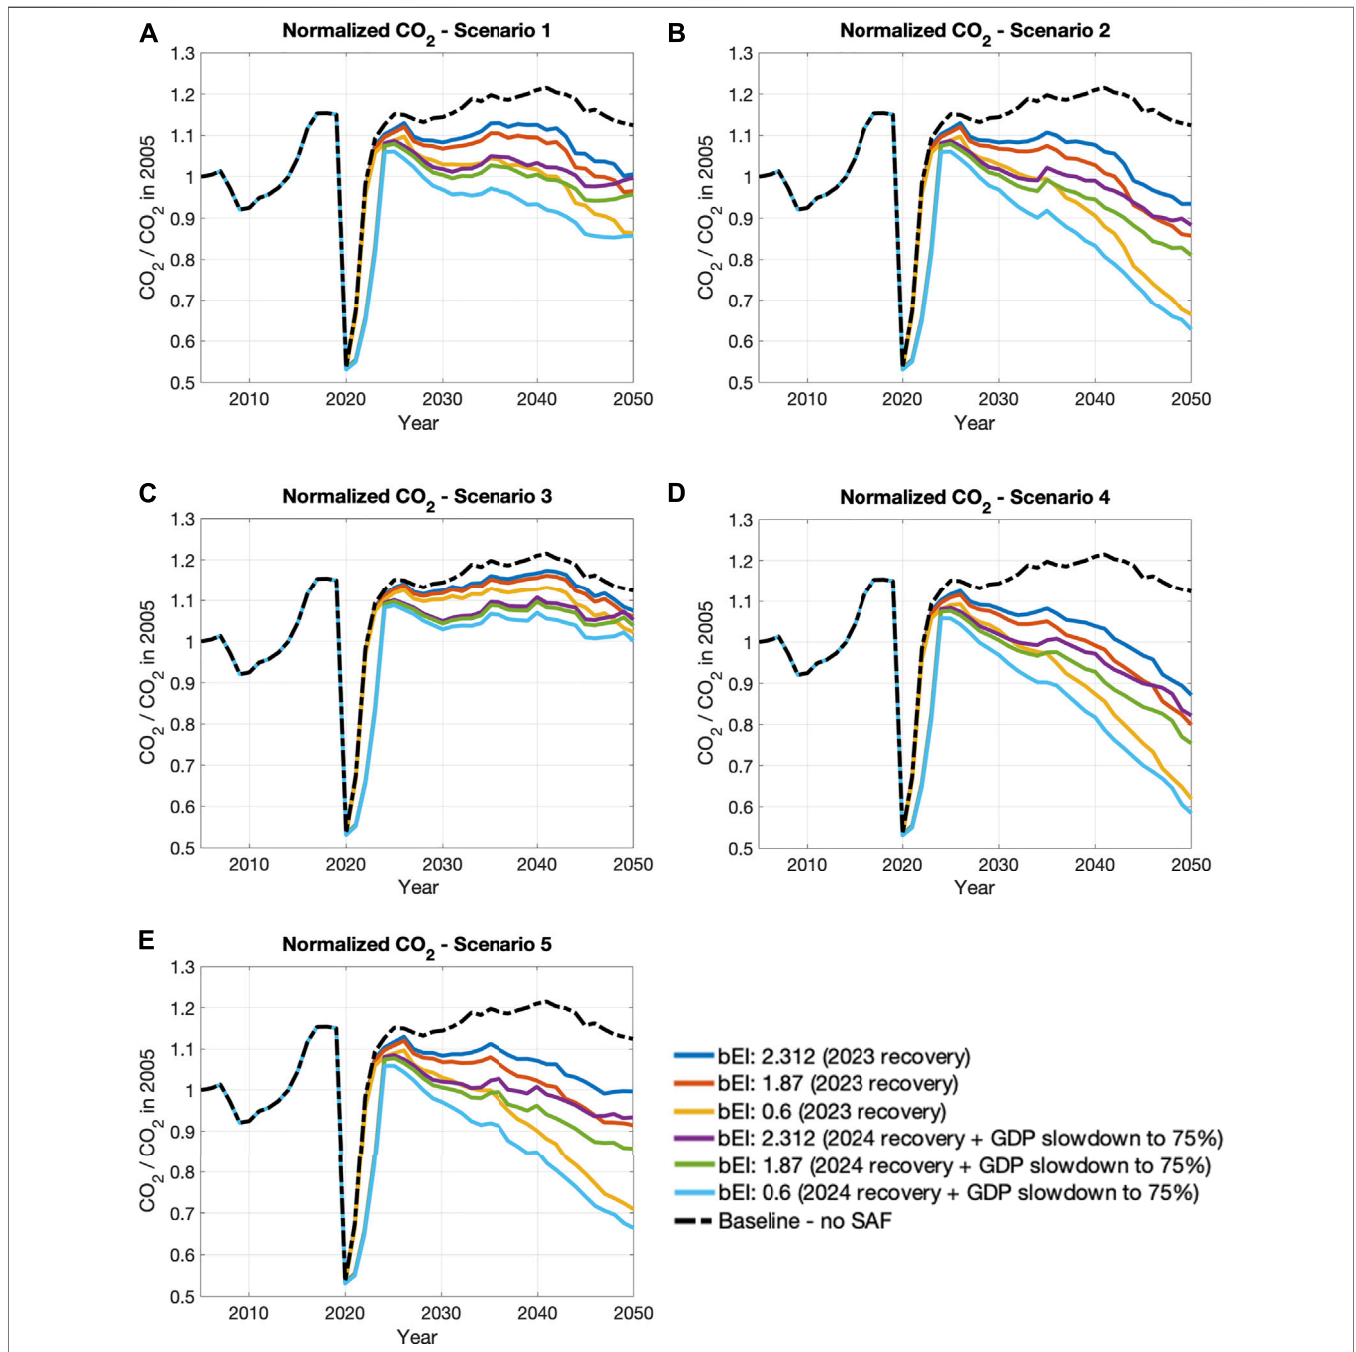 A
Normalized CO2 - Scenario 1
1.3
1.2
1.1
1
0.9
0.8
0.7
0.6
0.5
CO2 / CO2 in 2005
2010 2020 2030 2040 2050
Year
B
Normalized CO2 - Scenario 2
1.3
1.2
1.1
1
0.9
0.8
0.7
0.6
0.5
CO2 / CO2 in 2005
2010 2020 2030 2040 2050
Year
C
Normalized CO2 - Scenario 3
1.3
1.2
1.1
1
0.9
0.8
0.7
0.6
0.5
CO2 / CO2 in 2005
2010 2020 2030 2040 2050
Year
D
Normalized CO2 - Scenario 4
1.3
1.2
1.1
1
0.9
0.8
0.7
0.6
0.5
CO2 / CO2 in 2005
2010 2020 2030 2040 2050
Year
E
Normalized CO2 - Scenario 5
1.3
1.2
1.1
1
0.9
0.8
0.7
0.6
0.5
CO2 / CO2 in 2005
2010 2020 2030 2040 2050
Year
bEI: 2.312 (2023 recovery)
bEI: 1.87 (2023 recovery)
bEI: 0.6 (2023 recovery)
bEI: 2.312 (2024 recovery + GDP slowdown to 75%)
bEI: 1.87 (2024 recovery + GDP slowdown to 75%)
bEI: 0.6 (2024 recovery + GDP slowdown to 75%)
Baseline - no SAF